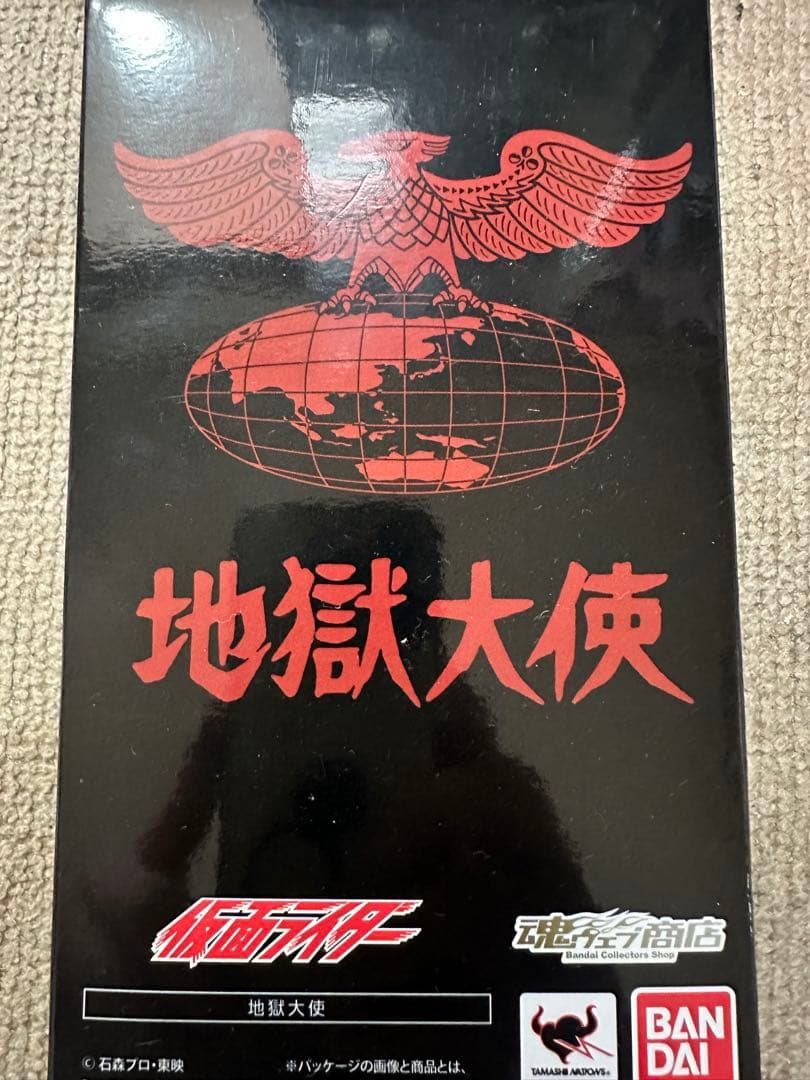 地獄大使
仮面ライダー
魂ウェブ商店
Bandai Collectors Shop
地獄大使
TAMASHII NATIONS
BAN
DAI
©石森プロ・東映
※パッケージの画像と商品とは、